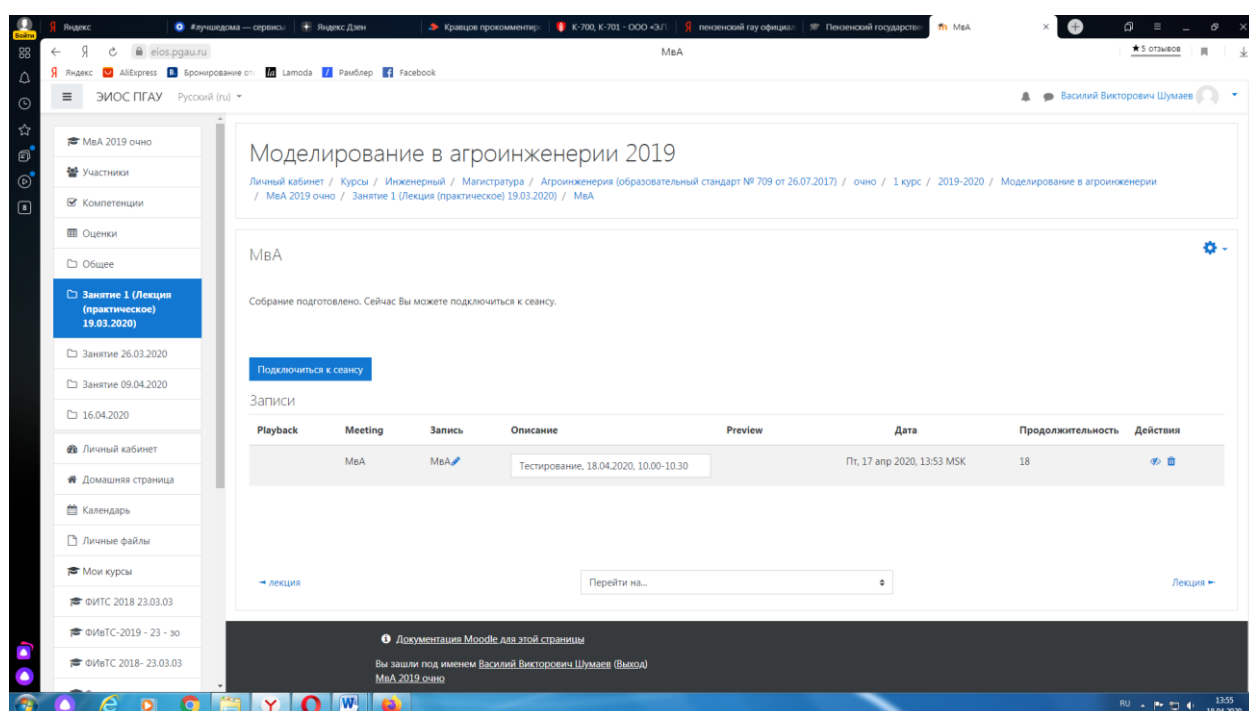 Яндекс
#лучшедома — сервисы
Яндекс.Дзен
Кравцов прокомментир
К-700, К-701 - ООО «Э.П
пензенский гау официал
Пензенский государстве
МвА
Войти
eios.pgau.ru
МвА
★ 5 отзывов
Яндекс
AliExpress
Бронирование от
Lamoda
Рамблер
Facebook
ЭИОС ПГАУ
Русский (ru)
Василий Викторович Шумаев
МвА 2019 очно
Участники
Компетенции
Оценки
Общее
Занятие 1 (Лекция
(практическое)
19.03.2020)
Занятие 26.03.2020
Занятие 09.04.2020
16.04.2020
Личный кабинет
Домашняя страница
Календарь
Личные файлы
Мои курсы
ФИТС 2018 23.03.03
ФИвТС-2019 - 23 - зо
ФИвТС 2018- 23.03.03
Моделирование в агроинженерии 2019
Личный кабинет / Курсы / Инженерный / Магистратура / Агроинженерия (образовательный стандарт № 709 от 26.07.2017) / очно / 1 курс / 2019-2020 / Моделирование в агроинженерии
/ МвА 2019 очно / Занятие 1 (Лекция (практическое) 19.03.2020) / МвА
МвА
Собрание подготовлено. Сейчас Вы можете подключиться к сеансу.
Подключиться к сеансу
Записи
Playback Meeting Запись Описание Preview Дата Продолжительность Действия
МвА МвА Тестирование, 18.04.2020, 10.00-10.30 Пт, 17 апр 2020, 13:53 MSK 18
◄ лекция
Перейти на...
Лекция ►
Документация Moodle для этой страницы
Вы зашли под именем Василий Викторович Шумаев (Выход)
МвА 2019 очно
RU
13:55
18.04.2020